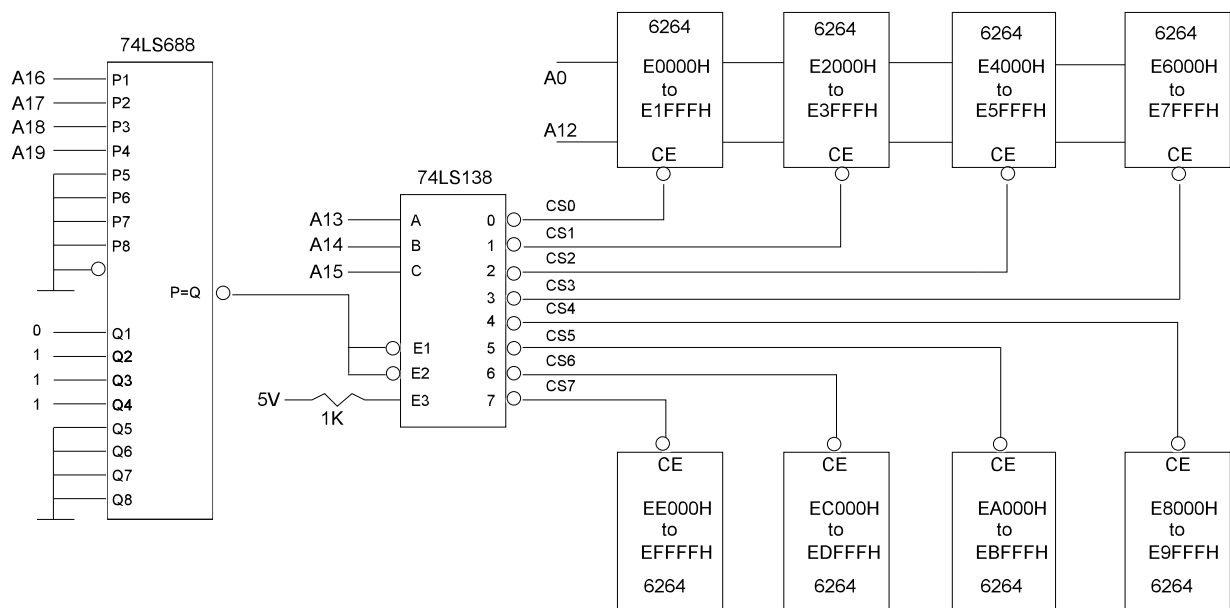 74LS688
A16 P1
A17 P2
A18 P3
A19 P4
P5
P6
P7
P8
P=Q
0 Q1
1 Q2
1 Q3
1 Q4
Q5
Q6
Q7
Q8
74LS138
A13 A 0 CS0
A14 B 1 CS1
A15 C 2 CS2
3 CS3
4 CS4
E1 5 CS5
E2 6 CS6
5V 1K E3 7 CS7
A0
A12
6264
E0000H
to
E1FFFH
CE
6264
E2000H
to
E3FFFH
CE
6264
E4000H
to
E5FFFH
CE
6264
E6000H
to
E7FFFH
CE
CE
EE000H
to
EFFFFH
6264
CE
EC000H
to
EDFFFH
6264
CE
EA000H
to
EBFFFH
6264
CE
E8000H
to
E9FFFH
6264